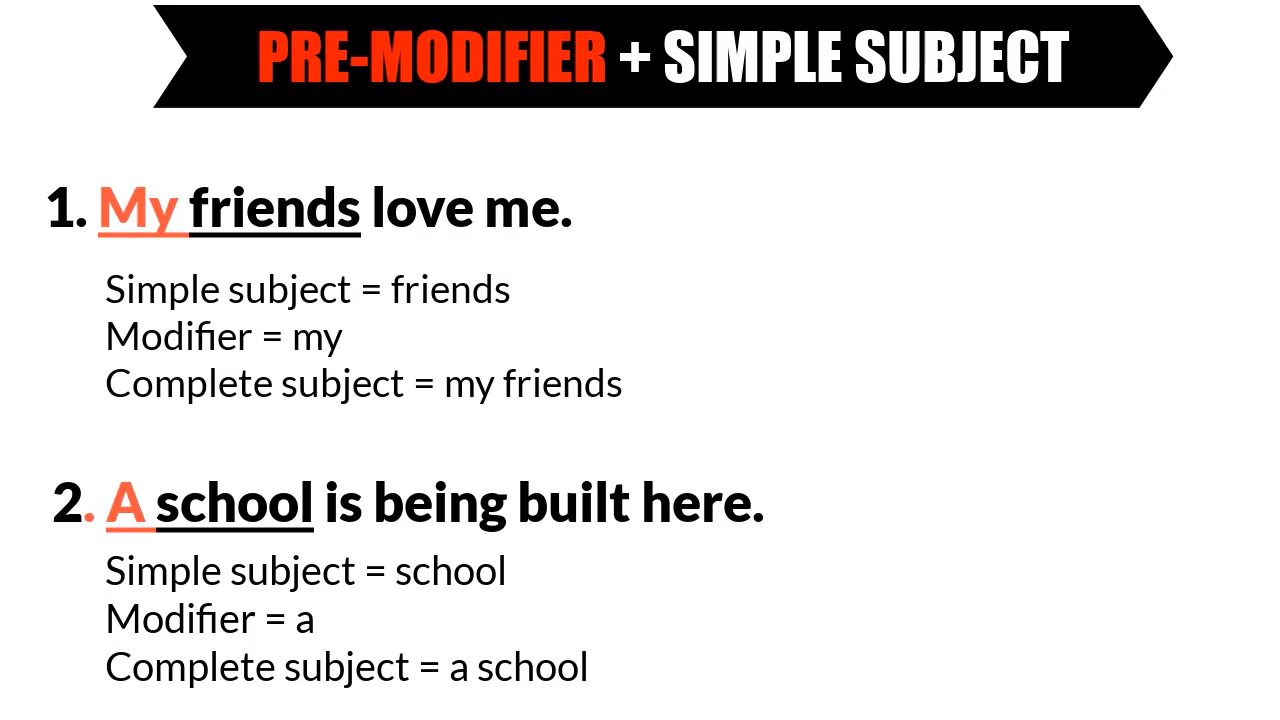 PRE-MODIFIER + SIMPLE SUBJECT
1. My friends love me.
Simple subject = friends
Modifier = my
Complete subject = my friends
2. A school is being built here.
Simple subject = school
Modifier = a
Complete subject = a school